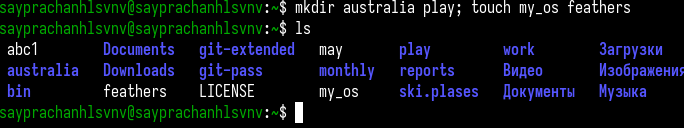 sayprachanhlsvnv@sayprachanhlsvnv:~$ mkdir australia play; touch my_os feathers
sayprachanhlsvnv@sayprachanhlsvnv:~$ ls
abc1 Documents git-extended may play work Загрузки
australia Downloads git-pass monthly reports Видео Изображения
bin feathers LICENSE my_os ski.plases Документы Музыка
sayprachanhlsvnv@sayprachanhlsvnv:~$